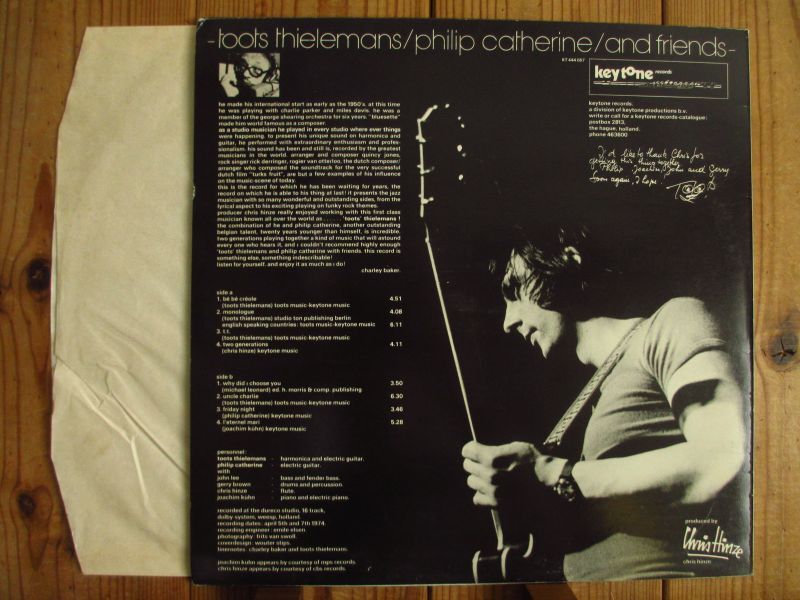 -toots thielemans/philip catherine/and friends-
KT 444 607
keytone records
keytone records.
a division of keytone productions b.v.
write or call for a keytone records-catalogue:
postbox 2813,
the hague, holland.
phone 463600
I'd like to thank Chris for
getting this thing together,
& Philip, Joachim, John and Gerry
soon again, I hope. Toots
he made his international start as early as the 1950's. at this time
he was playing with charlie parker and miles davis. he was a
member of the george shearing orchestra for six years. "bluesette"
made him world famous as a composer.
as a studio musician he played in every studio where ever things
were happening. to present his unique sound on harmonica and
guitar, he performed with extraordinary enthusiasm and profes-
sionalism. his sound has been and still is, recorded by the greatest
musicians in the world. arranger and composer quincy jones,
rock singer rick derringer, rogier van otterloo, the dutch composer/
arranger who composed the soundtrack for the very successful
dutch film "turks fruit", are but a few examples of his influence
on the music-scene of today.
this is the record for which he has been waiting for years, the
record on which he is able to his thing at last! it presents the jazz
musician with so many wonderful and outstanding sides, from the
lyrical aspect to his exciting playing on funky rock themes.
producer chris hinze really enjoyed working with this first class
musician known all over the world as ...... 'toots' thielemans !
the combination of he and philip catherine, another outstanding
belgian talent, twenty years younger than himself, is incredible.
two generations playing together a kind of music that will astound
every one who hears it, and i couldn't recommend highly enough
'toots' thielemans and philip catherine with friends. this record is
something else, something indescribable!
listen for yourself. and enjoy it as much as i do!
charley baker.
side a
1. bé bé créole 4.51
(toots thielemans) toots music-keytone music
2. monologue 4.08
(toots thielemans) studio ton publishing berlin
english speaking countries: toots music-keytone music 6.11
3. t.t.
(toots thielemans) toots music-keytone music
4. two generations 4.11
(chris hinze) keytone music
side b
1. why did i choose you 3.50
(michael leonard) ed. h. morris & comp. publishing
2. uncle charlie 6.30
(toots thielemans) toots music-keytone music
3. friday night 3.46
(philip catherine) keytone music
4. l'eternel mari 5.28
(joachim kühn) keytone music
personnel:
toots thielemans - harmonica and electric guitar.
philip catherine - electric guitar.
with
john lee - bass and fender bass.
gerry brown - drums and percussion.
chris hinze - flute.
joachim kühn - piano and electric piano.
recorded at the dureco studio, 16 track,
dolby-system, weesp, holland.
recording dates: april 5th and 7th 1974.
recording engineer: emile elsen.
photography: frits van swoll.
coverdesign: wouter stips.
linernotes: charley baker and toots thielemans.
joachim kühn appears by courtesy of mps records.
chris hinze appears by courtesy of cbs records.
produced by
Chris Hinze
chris hinze